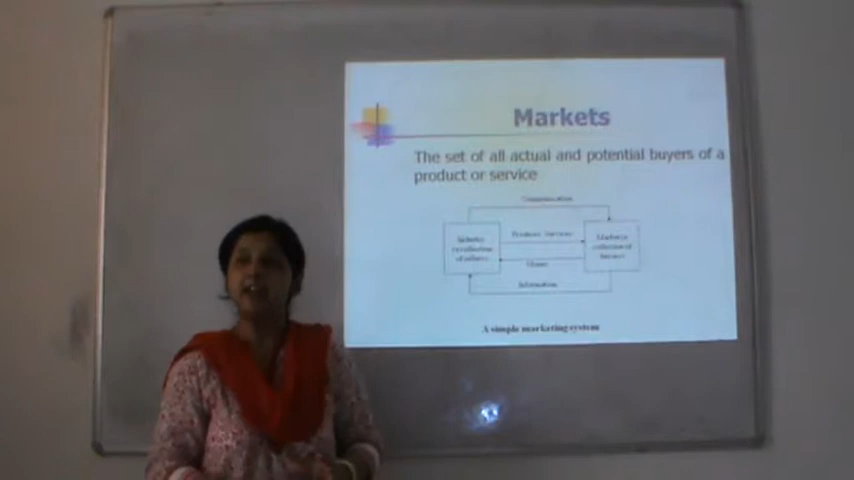 Markets
The set of all actual and potential buyers of a
product or service
Communication
Industry
(a collection
of sellers)
Products/ Services
Market (a
collection of
buyers)
Money
Information
A simple marketing system